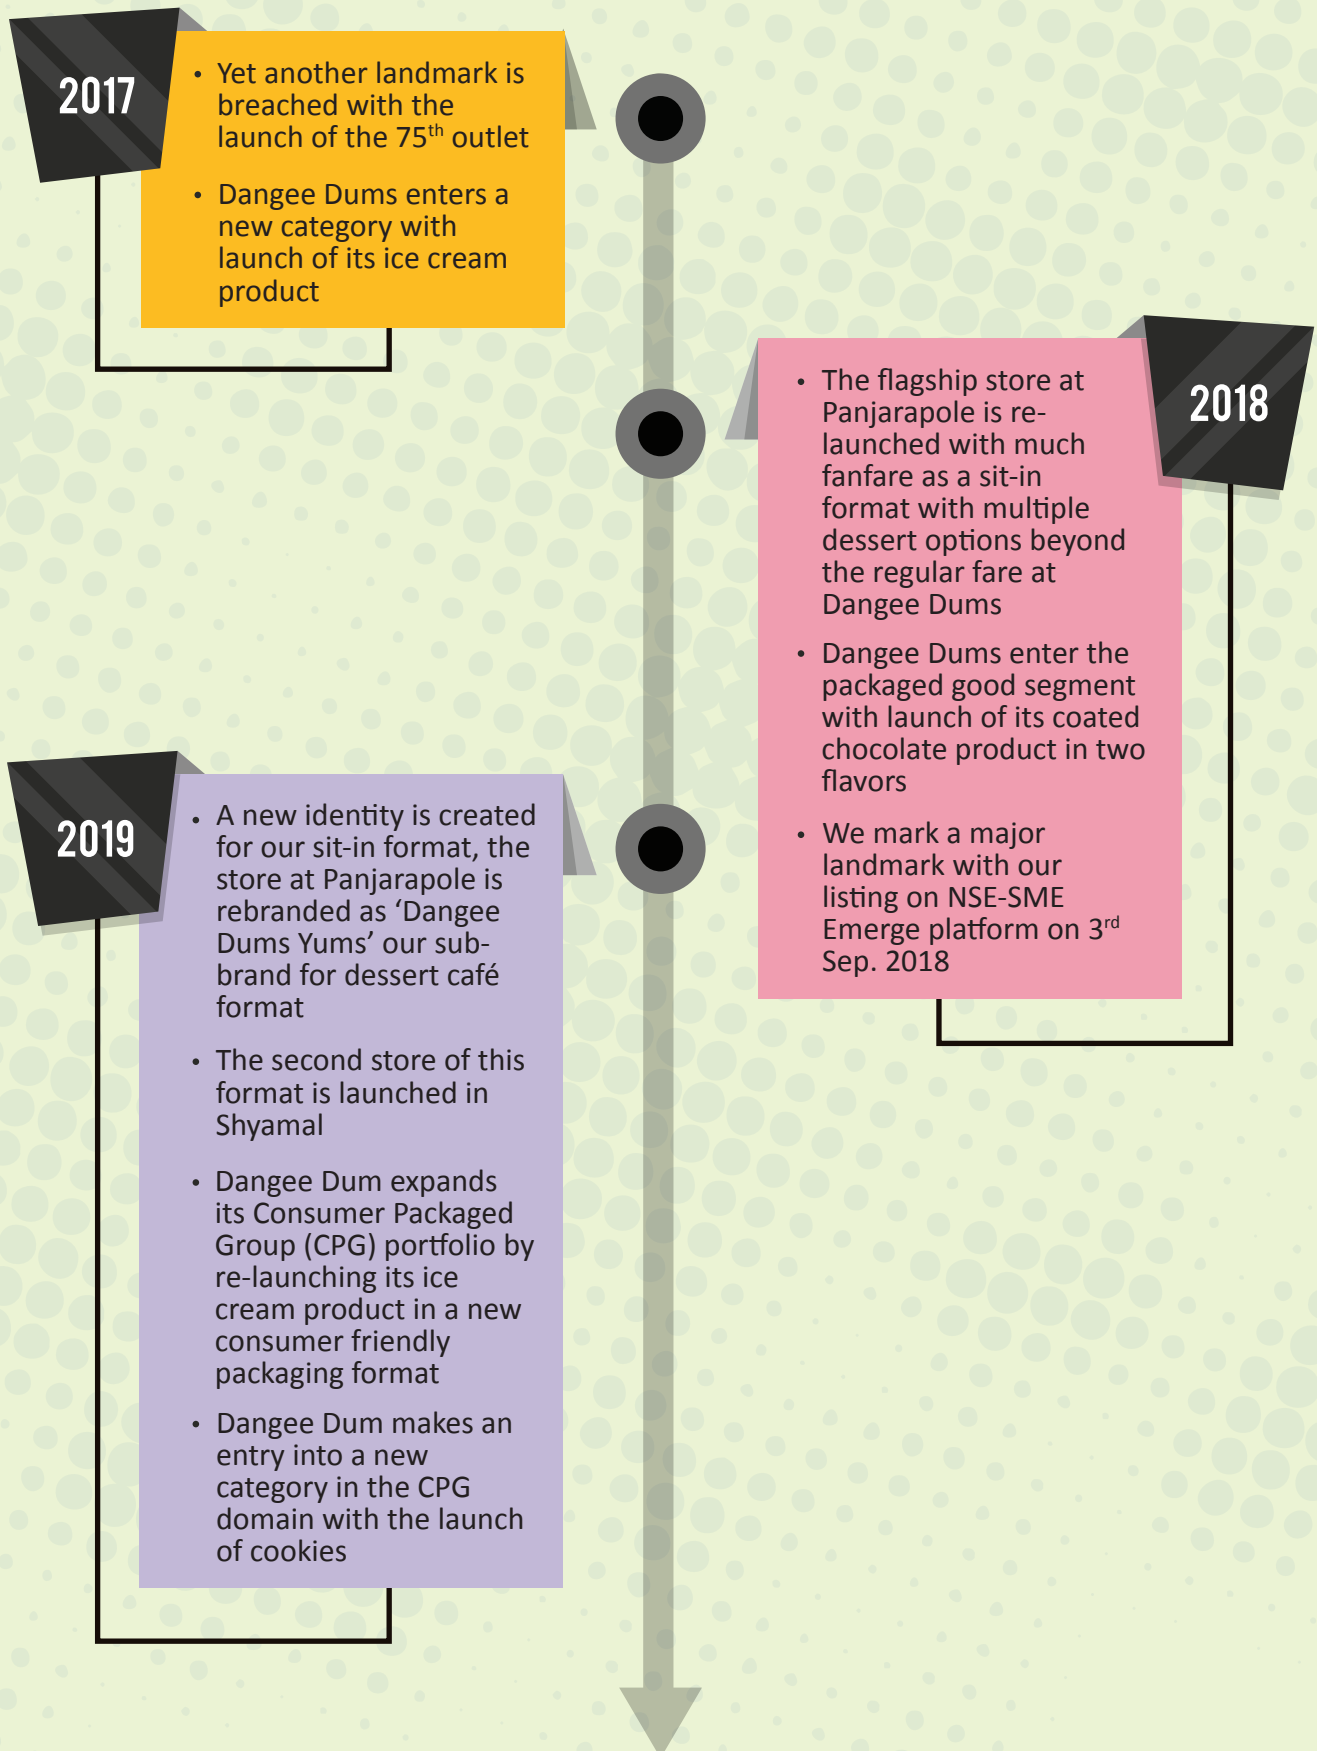 2017
• Yet another landmark is
breached with the
launch of the 75th outlet
• Dangee Dums enters a
new category with
launch of its ice cream
product
2018
• The flagship store at
Panjarapole is re-
launched with much
fanfare as a sit-in
format with multiple
dessert options beyond
the regular fare at
Dangee Dums
• Dangee Dums enter the
packaged good segment
with launch of its coated
chocolate product in two
flavors
• We mark a major
landmark with our
listing on NSE-SME
Emerge platform on 3rd
Sep. 2018
2019
• A new identity is created
for our sit-in format, the
store at Panjarapole is
rebranded as ‘Dangee
Dums Yums’ our sub-
brand for dessert café
format
• The second store of this
format is launched in
Shyamal
• Dangee Dum expands
its Consumer Packaged
Group (CPG) portfolio by
re-launching its ice
cream product in a new
consumer friendly
packaging format
• Dangee Dum makes an
entry into a new
category in the CPG
domain with the launch
of cookies